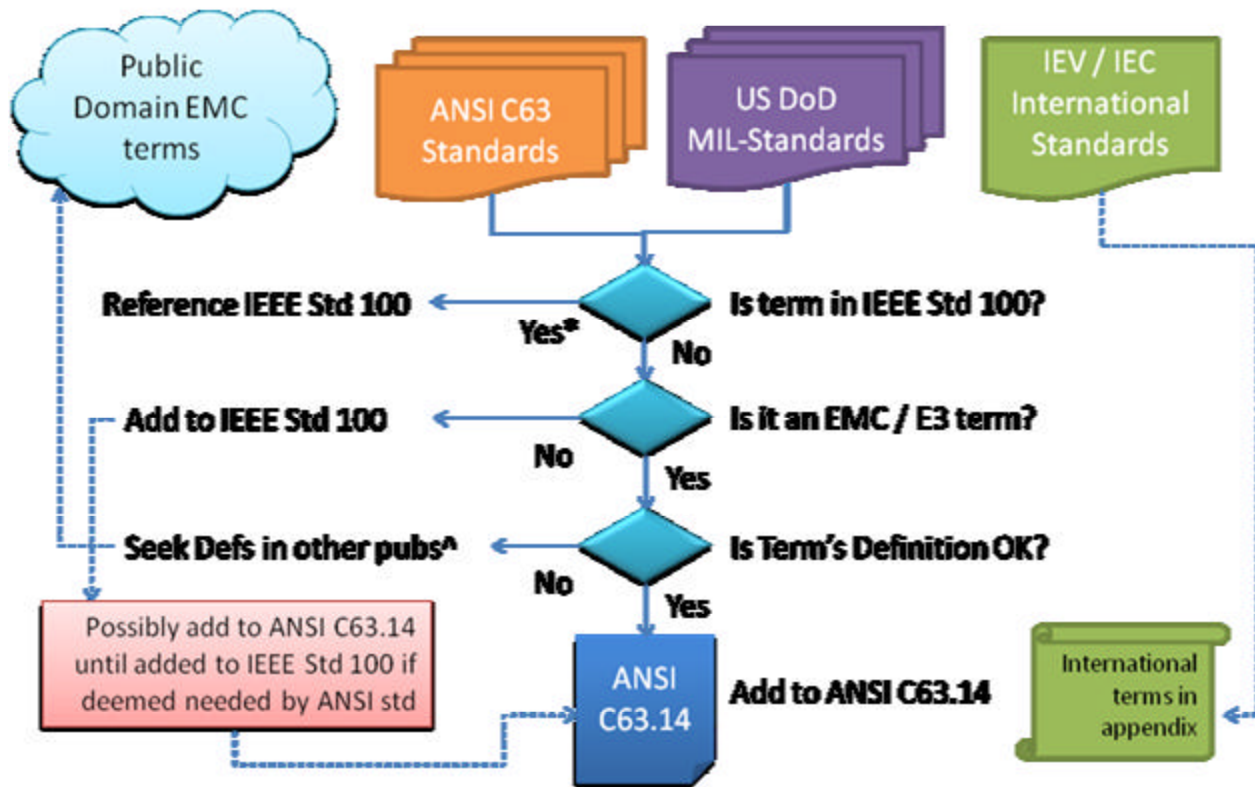 Public
Domain EMC
terms
ANSI C63
Standards
US DoD
MIL-Standards
IEV / IEC
International
Standards
Reference IEEE Std 100
Yes*
Is term in IEEE Std 100?
No
Add to IEEE Std 100
No
Is it an EMC / E3 term?
Yes
Seek Defs in other pubs^
No
Is Term's Definition OK?
Yes
Possibly add to ANSI C63.14
until added to IEEE Std 100 if
deemed needed by ANSI std
ANSI
C63.14
Add to ANSI C63.14
International
terms in
appendix